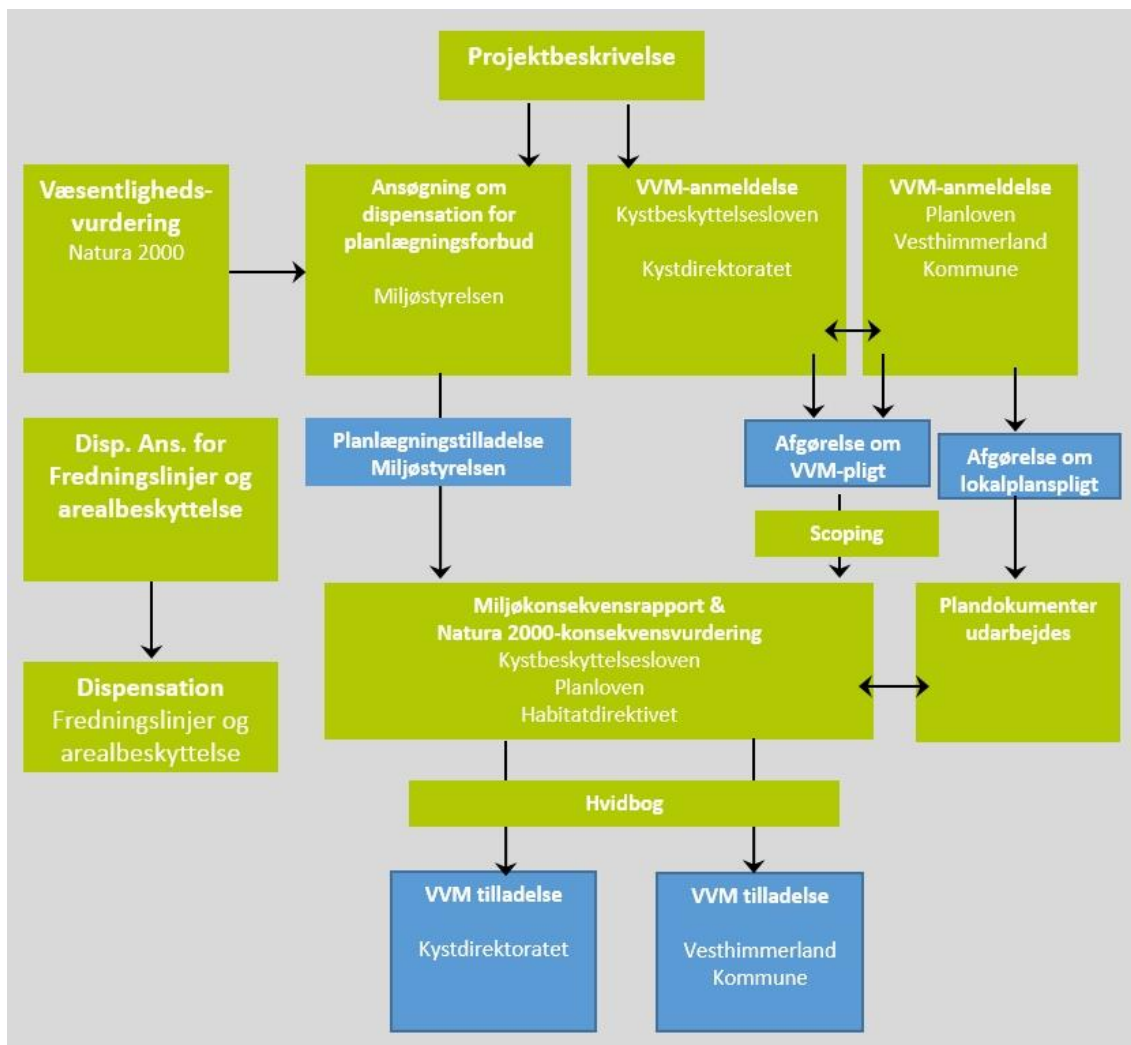 Projektbeskrivelse
Væsentligheds-
vurdering
Natura 2000
Ansøgning om
dispensation for
planlægningsforbud
Miljøstyrelsen
VVM-anmeldelse
Kystbeskyttelsesloven
Kystdirektoratet
VVM-anmeldelse
Planloven
Vesthimmerland
Kommune
Disp. Ans. for
Fredningslinjer og
arealbeskyttelse
Planlægningstilladelse
Miljøstyrelsen
Afgørelse om
VVM-pligt
Afgørelse om
lokalplanspligt
Scoping
Miljøkonsekvensrapport &
Natura 2000-konsekvensvurdering
Kystbeskyttelsesloven
Planloven
Habitatdirektivet
Plandokumenter
udarbejdes
Dispensation
Fredningslinjer og
arealbeskyttelse
Hvidbog
VVM tilladelse
Kystdirektoratet
VVM tilladelse
Vesthimmerland
Kommune